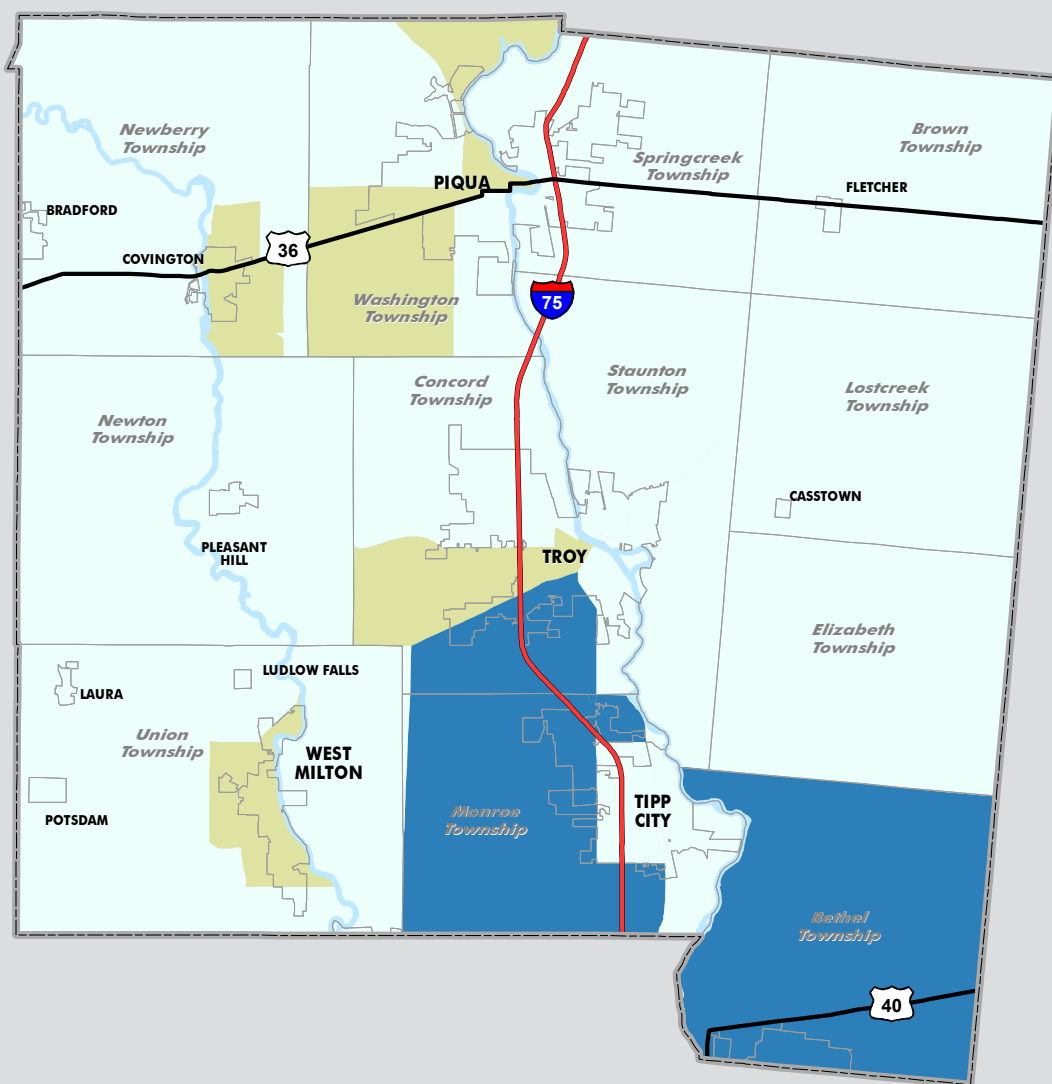 Newberry
Township
Brown
Township
Springcreek
Township
PIQUA
FLETCHER
BRADFORD
36
COVINGTON
Washington
Township
75
Concord
Township
Staunton
Township
Lostcreek
Township
Newton
Township
CASSTOWN
PLEASANT
HILL
TROY
Elizabeth
Township
LUDLOW FALLS
LAURA
Union
Township
WEST
MILTON
POTSDAM
Monroe
Township
TIPP
CITY
Bethel
Township
40